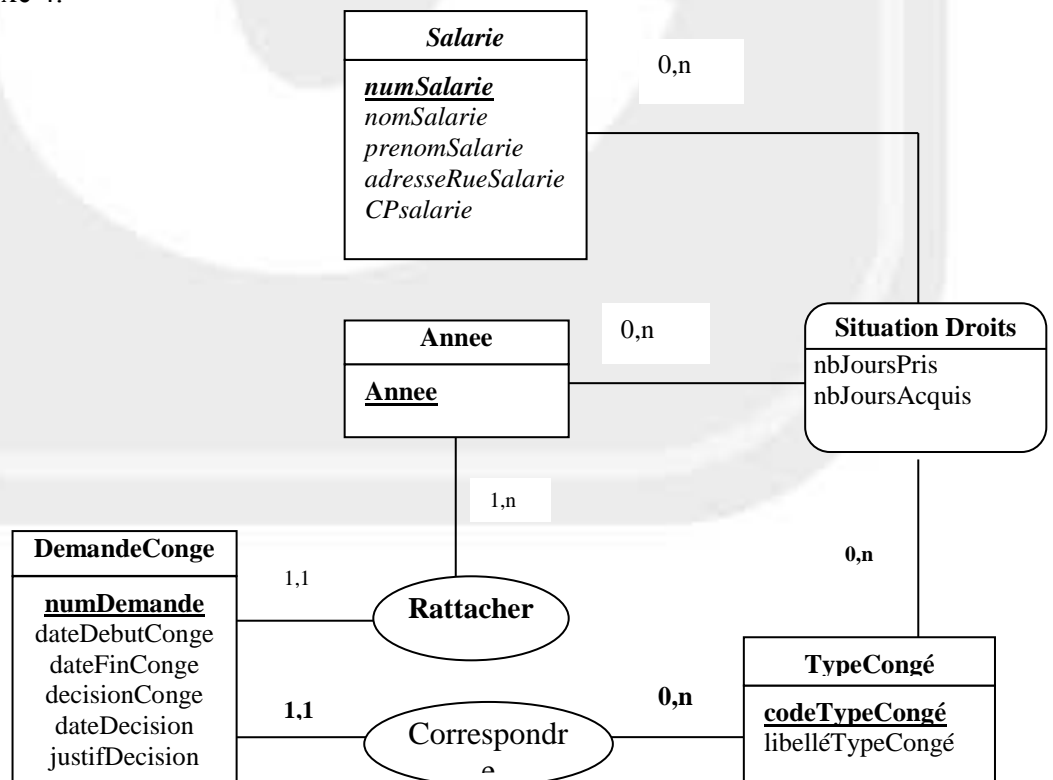 Salarie
0,n
numSalarie
nomSalarie
prenomSalarie
adresseRueSalarie
CPsalarie
Annee
0,n
Situation Droits
Annee
nbJoursPris
nbJoursAcquis
1,n
DemandeConge
1,1
0,n
numDemande
Rattacher
dateDebutConge
dateFinConge
decisionConge
dateDecision
justifDecision
TypeCongé
1,1
0,n
codeTypeCongé
libelléTypeCongé
Correspondr
e